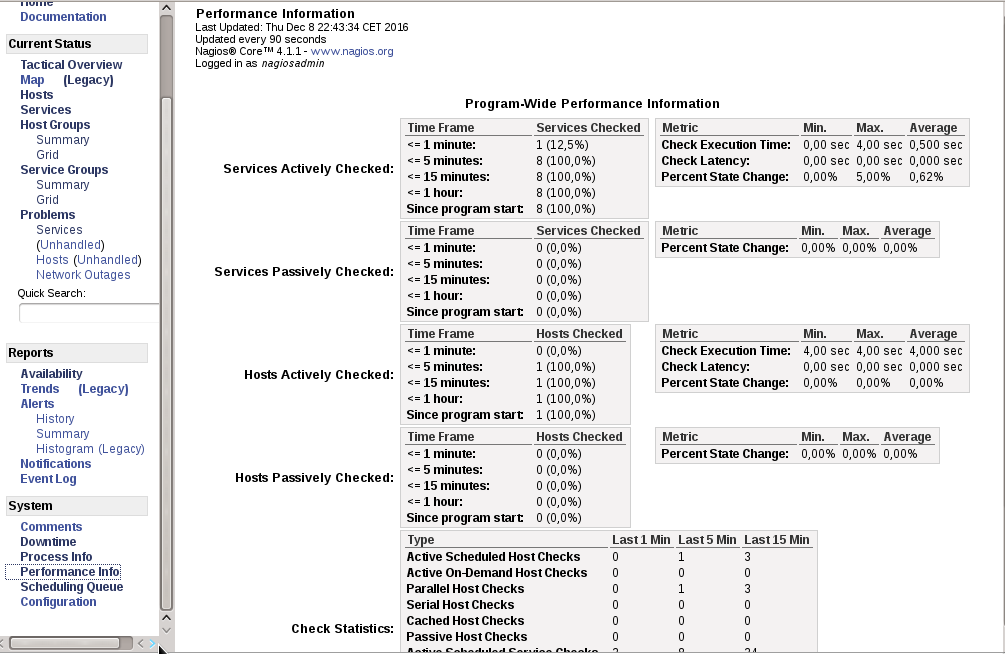 Home
Documentation
Current Status
Tactical Overview
Map (Legacy)
Hosts
Services
Host Groups
Summary
Grid
Service Groups
Summary
Grid
Problems
Services
(Unhandled)
Hosts (Unhandled)
Network Outages
Quick Search:
Reports
Availability
Trends (Legacy)
Alerts
History
Summary
Histogram (Legacy)
Notifications
Event Log
System
Comments
Downtime
Process Info
Performance Info
Scheduling Queue
Configuration
Performance Information
Last Updated: Thu Dec 8 22:43:34 CET 2016
Updated every 90 seconds
Nagios® Core™ 4.1.1 - www.nagios.org
Logged in as nagiosadmin
Program-Wide Performance Information
Services Actively Checked:
Time Frame Services Checked
<= 1 minute: 1 (12,5%)
<= 5 minutes: 8 (100,0%)
<= 15 minutes: 8 (100,0%)
<= 1 hour: 8 (100,0%)
Since program start: 8 (100,0%)
Metric Min. Max. Average
Check Execution Time: 0,00 sec 4,00 sec 0,500 sec
Check Latency: 0,00 sec 0,00 sec 0,000 sec
Percent State Change: 0,00% 5,00% 0,62%
Services Passively Checked:
Time Frame Services Checked
<= 1 minute: 0 (0,0%)
<= 5 minutes: 0 (0,0%)
<= 15 minutes: 0 (0,0%)
<= 1 hour: 0 (0,0%)
Since program start: 0 (0,0%)
Metric Min. Max. Average
Percent State Change: 0,00% 0,00% 0,00%
Hosts Actively Checked:
Time Frame Hosts Checked
<= 1 minute: 0 (0,0%)
<= 5 minutes: 1 (100,0%)
<= 15 minutes: 1 (100,0%)
<= 1 hour: 1 (100,0%)
Since program start: 1 (100,0%)
Metric Min. Max. Average
Check Execution Time: 4,00 sec 4,00 sec 4,000 sec
Check Latency: 0,00 sec 0,00 sec 0,000 sec
Percent State Change: 0,00% 0,00% 0,00%
Hosts Passively Checked:
Time Frame Hosts Checked
<= 1 minute: 0 (0,0%)
<= 5 minutes: 0 (0,0%)
<= 15 minutes: 0 (0,0%)
<= 1 hour: 0 (0,0%)
Since program start: 0 (0,0%)
Metric Min. Max. Average
Percent State Change: 0,00% 0,00% 0,00%
Check Statistics:
Type Last 1 Min Last 5 Min Last 15 Min
Active Scheduled Host Checks 0 1 3
Active On-Demand Host Checks 0 0 0
Parallel Host Checks 0 1 3
Serial Host Checks 0 0 0
Cached Host Checks 0 0 0
Passive Host Checks 0 0 0
Active Scheduled Service Checks 8